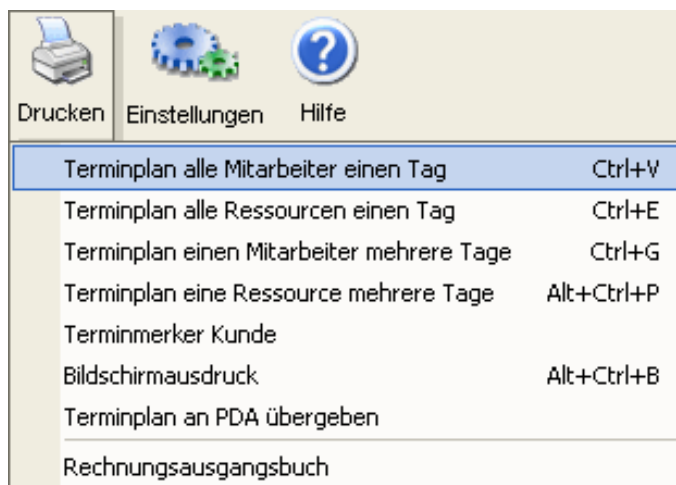 Drucken Einstellungen Hilfe
Terminplan alle Mitarbeiter einen Tag Ctrl+V
Terminplan alle Ressourcen einen Tag Ctrl+E
Terminplan einen Mitarbeiter mehrere Tage Ctrl+G
Terminplan eine Ressource mehrere Tage Alt+Ctrl+P
Terminmerker Kunde
Bildschirmausdruck Alt+Ctrl+B
Terminplan an PDA übergeben
Rechnungsausgangsbuch